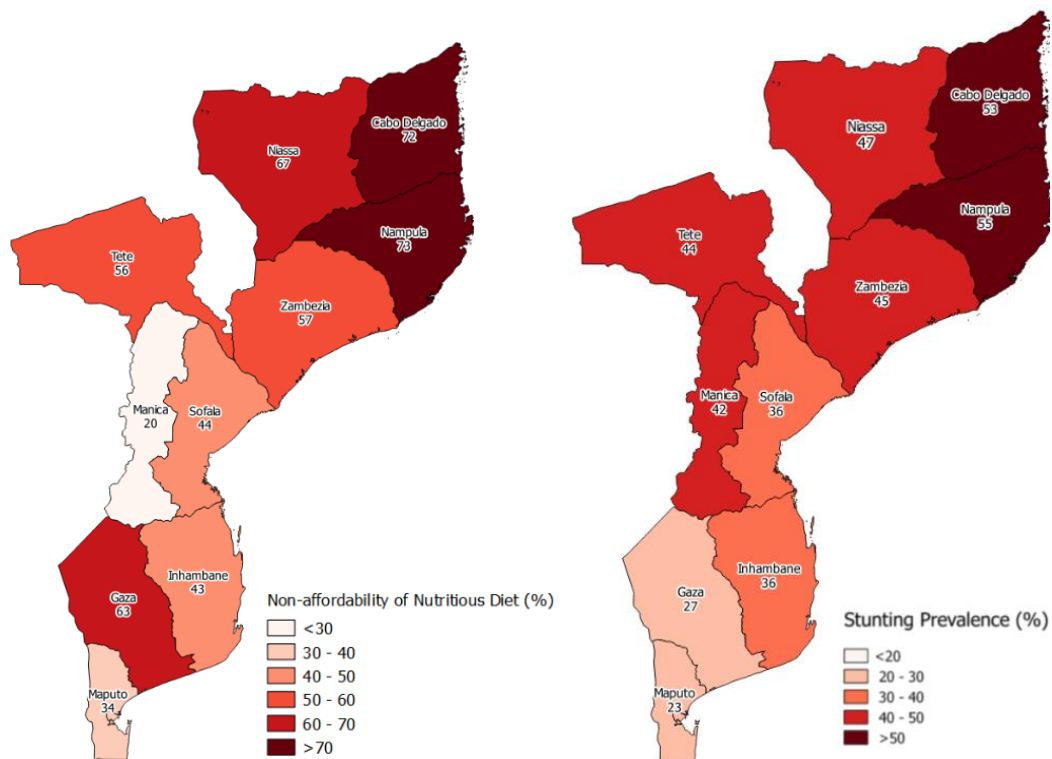 Cabo Delgado
72
Niassa
67
Nampula
73
Tete
56
Zambezia
57
Manica
20
Sofala
44
Inhambane
43
Gaza
63
Maputo
34
Non-affordability of Nutritious Diet (%)
<30
30 - 40
40 - 50
50 - 60
60 - 70
>70
Cabo Delgado
53
Niassa
47
Nampula
55
Tete
44
Zambezia
45
Manica
42
Sofala
36
Inhambane
36
Gaza
27
Maputo
23
Stunting Prevalence (%)
<20
20 - 30
30 - 40
40 - 50
>50